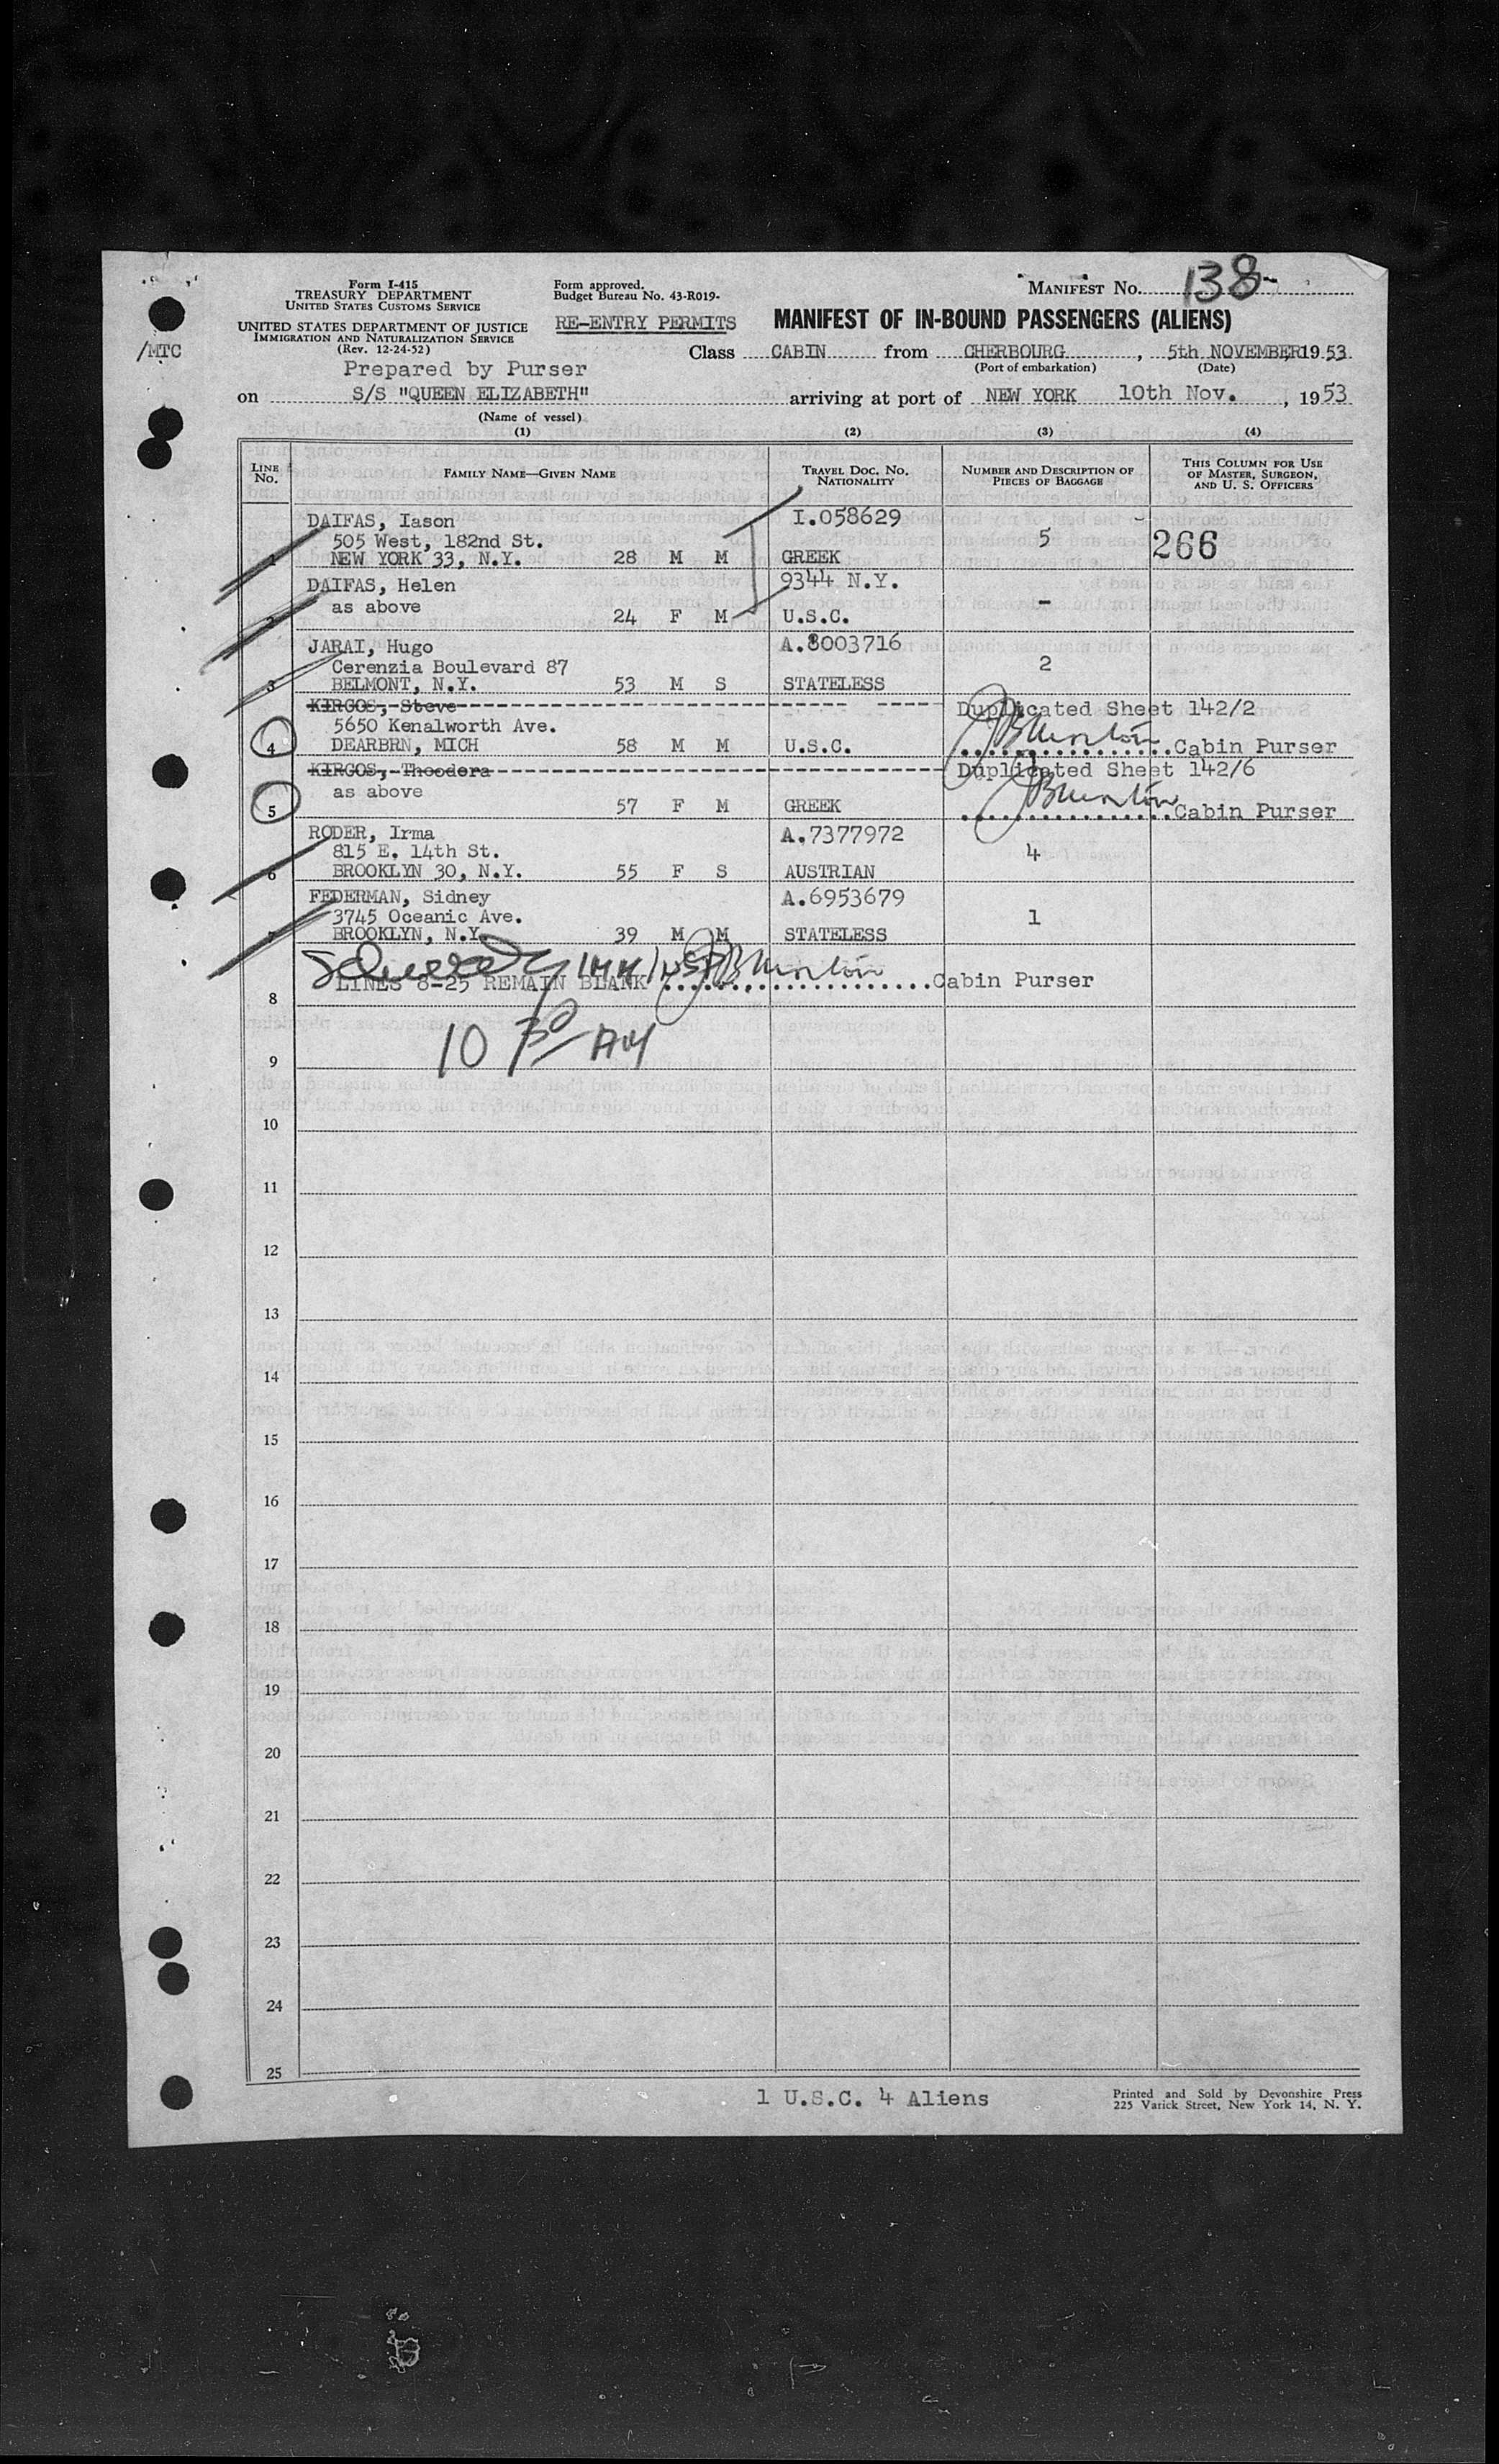 Form I-415
TREASURY DEPARTMENT
UNITED STATES CUSTOMS SERVICE
UNITED STATES DEPARTMENT OF JUSTICE
IMMIGRATION AND NATURALIZATION SERVICE
(Rev. 12-24-52)
Form approved.
Budget Bureau No. 43-R019-
RE-ENTRY PERMITS
MANIFEST NO. 138-
MANIFEST OF IN-BOUND PASSENGERS (ALIENS)
/MTC
Class CABIN from CHERBOURG, 5th NOVEMBER 1953
(Port of embarkation) (Date)
Prepared by Purser
on S/S "QUEEN ELIZABETH" arriving at port of NEW YORK 10th Nov., 1953
(Name of vessel)
(1) (2) (3) (4)
LINE NO. FAMILY NAME—GIVEN NAME TRAVEL DOC. NO. NATIONALITY NUMBER AND DESCRIPTION OF PIECES OF BAGGAGE THIS COLUMN FOR USE OF MASTER, SURGEON, AND U. S. OFFICERS
DAIFAS, Iason I.058629
505 West, 182nd St. 5 266
1 NEW YORK 33, N.Y. 28 M M GREEK
DAIFAS, Helen 9344 N.Y.
as above -
2 24 F M U.S.C.
JARAI, Hugo A.8003716
Cerenzia Boulevard 87 2
3 BELMONT, N.Y. 53 M S STATELESS
KIRGOS, Steve Duplicated Sheet 142/2
5650 Kenalworth Ave.
4 DEARBRN, MICH 58 M M U.S.C. Cabin Purser
KIRGOS, Theodora Duplicated Sheet 142/6
as above
5 57 F M GREEK Cabin Purser
RODER, Irma A.7377972
815 E. 14th St. 4
6 BROOKLYN 30, N.Y. 55 F S AUSTRIAN
FEDERMAN, Sidney A.6953679
3745 Oceanic Ave. 1
7 BROOKLYN, N.Y. 39 M M STATELESS
8 LINES 8-25 REMAIN BLANK Cabin Purser
10 30 AM
9
10
11
12
13
14
15
16
17
18
19
20
21
22
23
24
25
1 U.S.C. 4 Aliens
Printed and Sold by Devonshire Press
225 Varick Street, New York 14, N. Y.